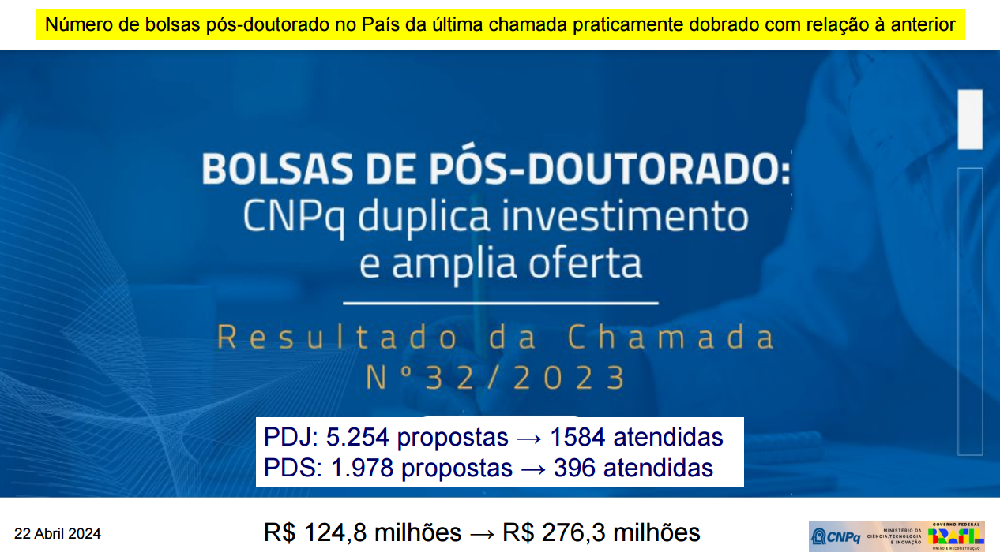 Número de bolsas pós-doutorado no País da última chamada praticamente dobrado com relação à anterior
BOLSAS DE PÓS-DOUTORADO:
CNPq duplica investimento
e amplia oferta
Resultado da Chamada
Nº32/2023
PDJ: 5.254 propostas → 1584 atendidas
PDS: 1.978 propostas → 396 atendidas
22 Abril 2024
R$ 124,8 milhões → R$ 276,3 milhões
CNPq
MINISTÉRIO DA
CIÊNCIA, TECNOLOGIA
E INOVAÇÃO
GOVERNO FEDERAL
BRASIL
UNIÃO E RECONSTRUÇÃO